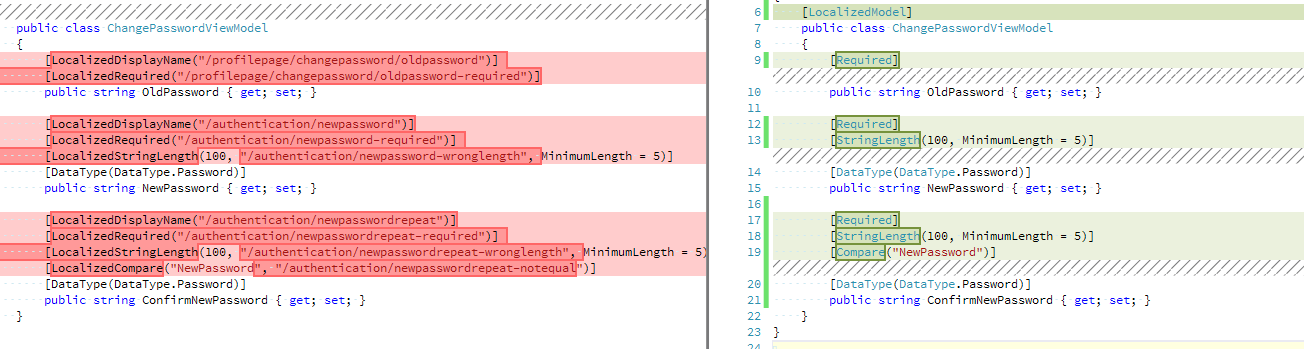 public class ChangePasswordViewModel
{
[LocalizedDisplayName("/profilepage/changepassword/oldpassword")]
[LocalizedRequired("/profilepage/changepassword/oldpassword-required")]
public string OldPassword { get; set; }
[LocalizedDisplayName("/authentication/newpassword")]
[LocalizedRequired("/authentication/newpassword-required")]
[LocalizedStringLength(100, "/authentication/newpassword-wronglength", MinimumLength = 5)]
[DataType(DataType.Password)]
public string NewPassword { get; set; }
[LocalizedDisplayName("/authentication/newpasswordrepeat")]
[LocalizedRequired("/authentication/newpasswordrepeat-required")]
[LocalizedStringLength(100, "/authentication/newpasswordrepeat-wronglength", MinimumLength = 5)
[LocalizedCompare("NewPassword", "/authentication/newpasswordrepeat-notequal")]
[DataType(DataType.Password)]
public string ConfirmNewPassword { get; set; }
}
6 [LocalizedModel]
7 public class ChangePasswordViewModel
8 {
9 [Required]
10 public string OldPassword { get; set; }
11
12 [Required]
13 [StringLength(100, MinimumLength = 5)]
14 [DataType(DataType.Password)]
15 public string NewPassword { get; set; }
16
17 [Required]
18 [StringLength(100, MinimumLength = 5)]
19 [Compare("NewPassword")]
20 [DataType(DataType.Password)]
21 public string ConfirmNewPassword { get; set; }
22 }
23 }
24